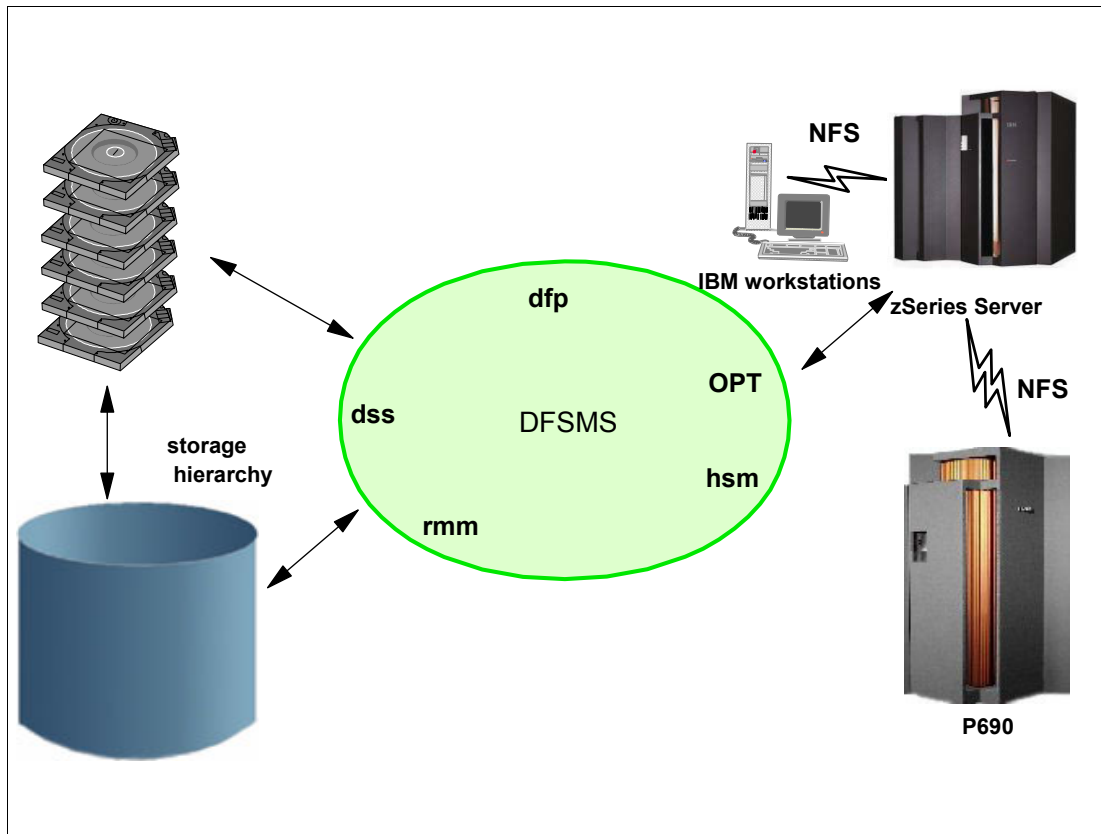 NFS
IBM workstations
zSeries Server
dfp
OPT
NFS
dss
DFSMS
storage
hierarchy
hsm
rmm
P690